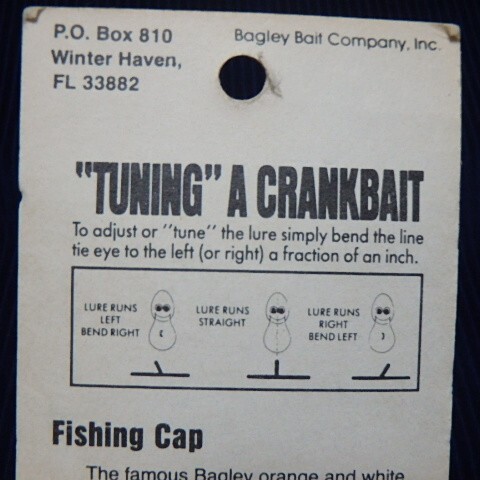 P.O. Box 810
Winter Haven,
FL 33882
Bagley Bait Company, Inc.
"TUNING" A CRANKBAIT
To adjust or "tune" the lure simply bend the line
tie eye to the left (or right) a fraction of an inch.
LURE RUNS
LEFT
BEND RIGHT
LURE RUNS
STRAIGHT
LURE RUNS
RIGHT
BEND LEFT
Fishing Cap
The famous Bagley orange and white